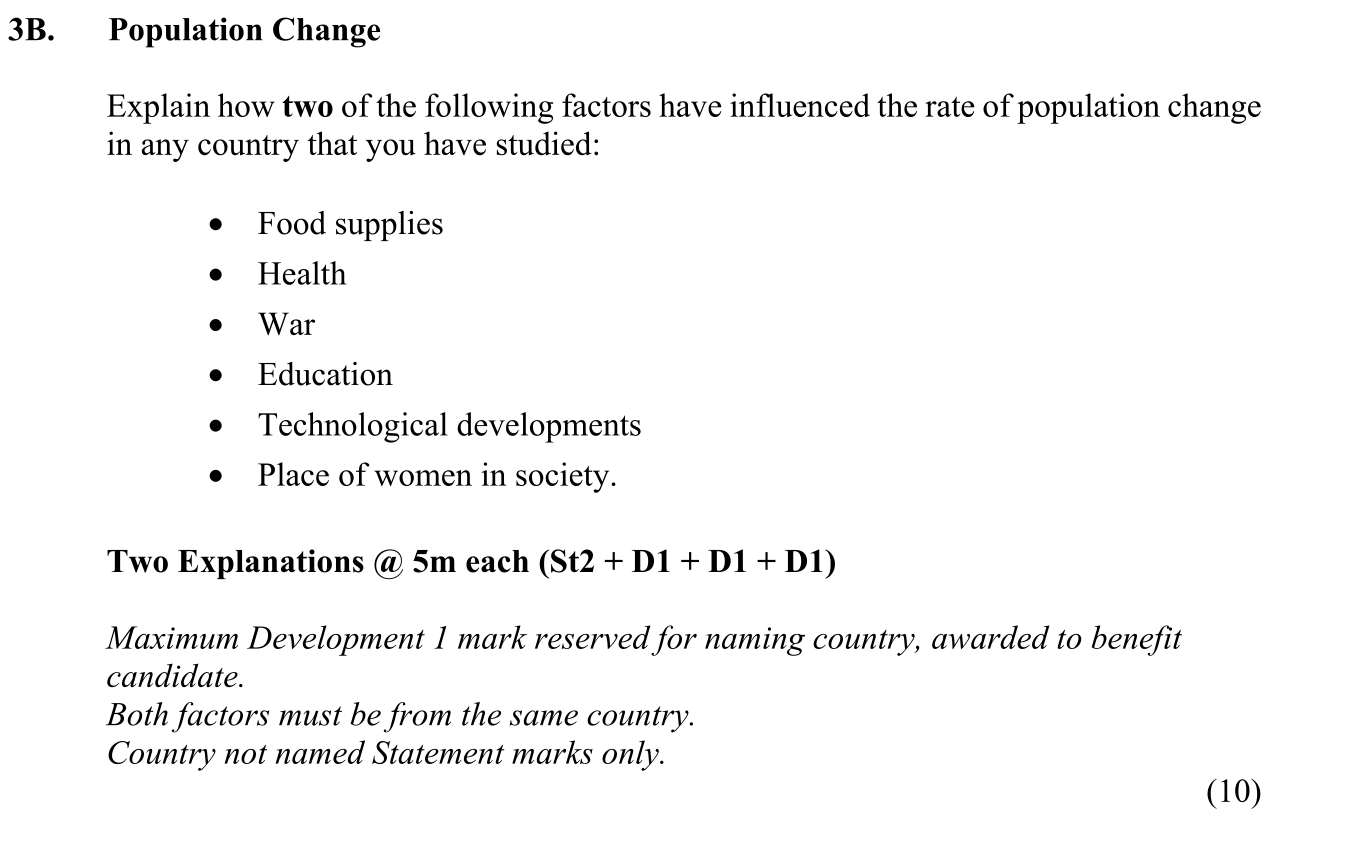 3B. Population Change
Explain how two of the following factors have influenced the rate of population change
in any country that you have studied:
• Food supplies
• Health
• War
• Education
• Technological developments
• Place of women in society.
Two Explanations @ 5m each (St2 + D1 + D1 + D1)
Maximum Development 1 mark reserved for naming country, awarded to benefit
candidate.
Both factors must be from the same country.
Country not named Statement marks only.
(10)